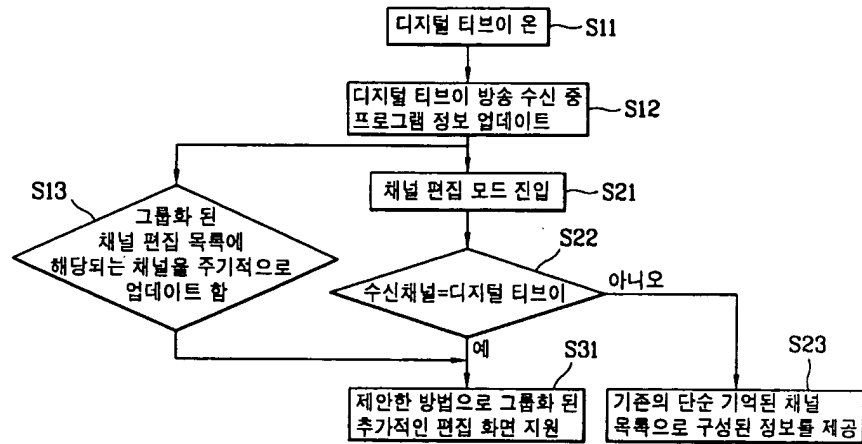 디지털 티브이 온
S11
디지털 티브이 방송 수신 중
프로그램 정보 업데이트
S12
S13
그룹화 된
채널 편집 목록에
해당되는 채널을 주기적으로
업데이트 함
채널 편집 모드 진입
S21
S22
수신채널=디지털 티브이
아니오
예
S31
제안한 방법으로 그룹화 된
추가적인 편집 화면 지원
S23
기존의 단순 기억된 채널
목록으로 구성된 정보를 제공